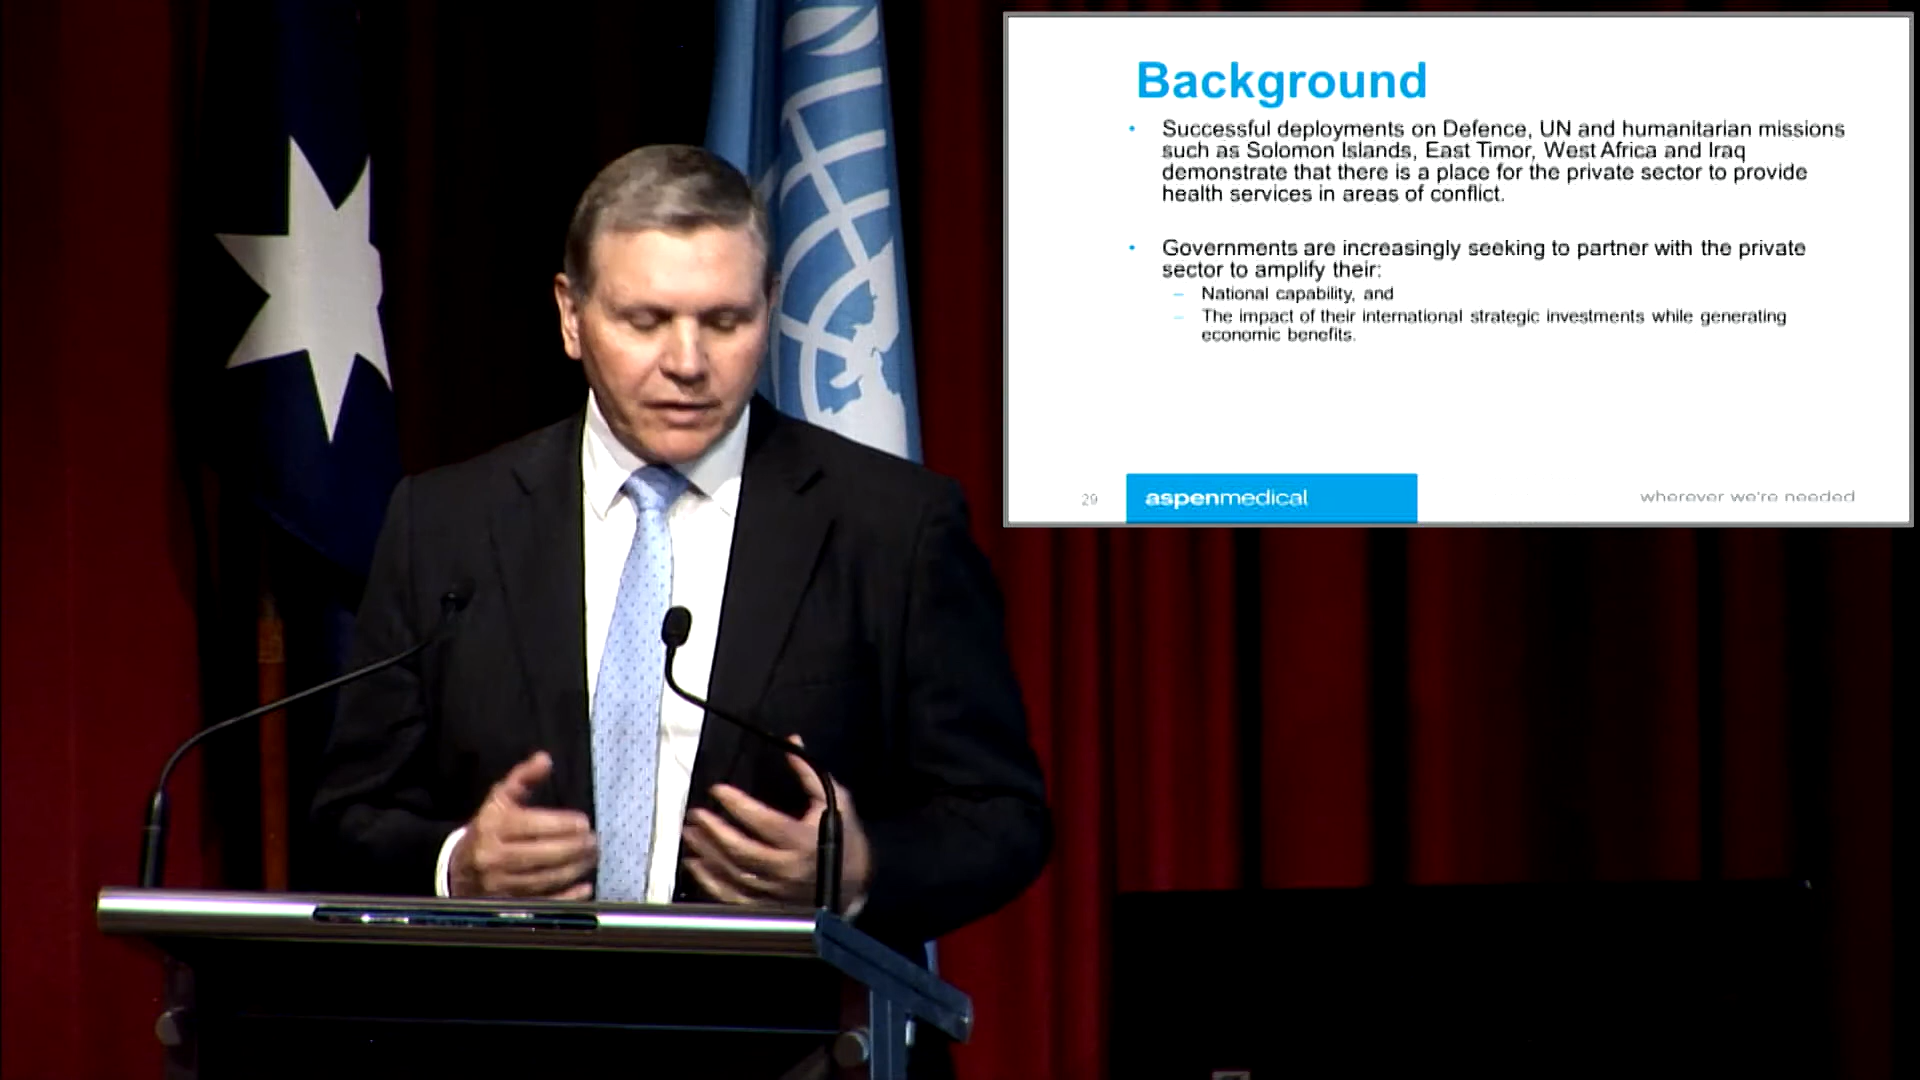 Background
• Successful deployments on Defence, UN and humanitarian missions
such as Solomon Islands, East Timor, West Africa and Iraq
demonstrate that there is a place for the private sector to provide
health services in areas of conflict.
• Governments are increasingly seeking to partner with the private
sector to amplify their:
– National capability, and
– The impact of their international strategic investments while generating
economic benefits.
29
aspenmedical
wherever we're needed